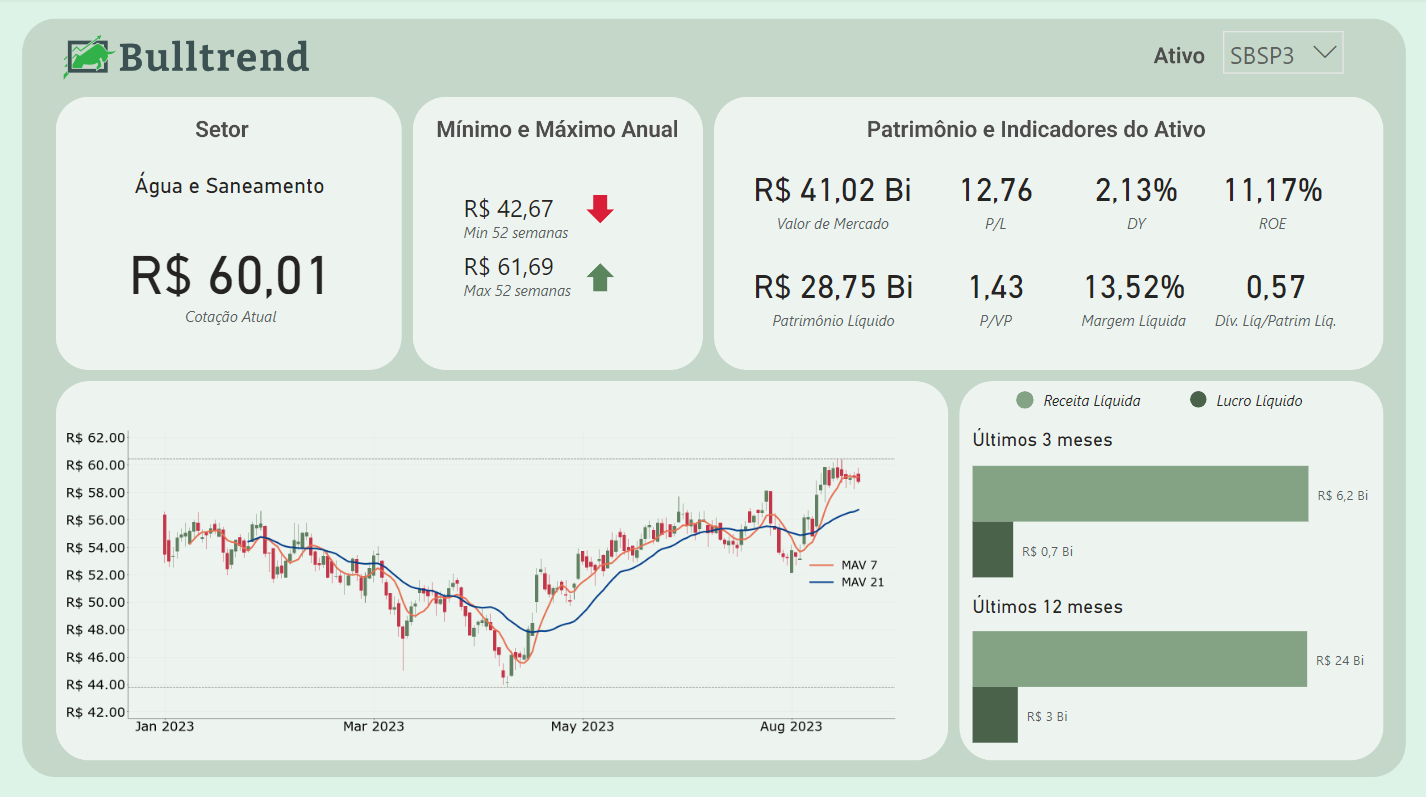 Bulltrend
Ativo
SBSP3
Setor
Água e Saneamento
R$ 60,01
Cotação Atual
Mínimo e Máximo Anual
R$ 42,67
Min 52 semanas
R$ 61,69
Max 52 semanas
Patrimônio e Indicadores do Ativo
R$ 41,02 Bi 12,76 2,13% 11,17%
Valor de Mercado P/L DY ROE
R$ 28,75 Bi 1,43 13,52% 0,57
Patrimônio Líquido P/VP Margem Líquida Dív. Líq/Patrim Líq.
R$ 62.00
R$ 60.00
R$ 58.00
R$ 56.00
R$ 54.00
R$ 52.00
R$ 50.00
R$ 48.00
R$ 46.00
R$ 44.00
R$ 42.00
MAV 7
MAV 21
Jan 2023 Mar 2023 May 2023 Aug 2023
Receita Líquida Lucro Líquido
Últimos 3 meses
R$ 6,2 Bi
R$ 0,7 Bi
Últimos 12 meses
R$ 24 Bi
R$ 3 Bi